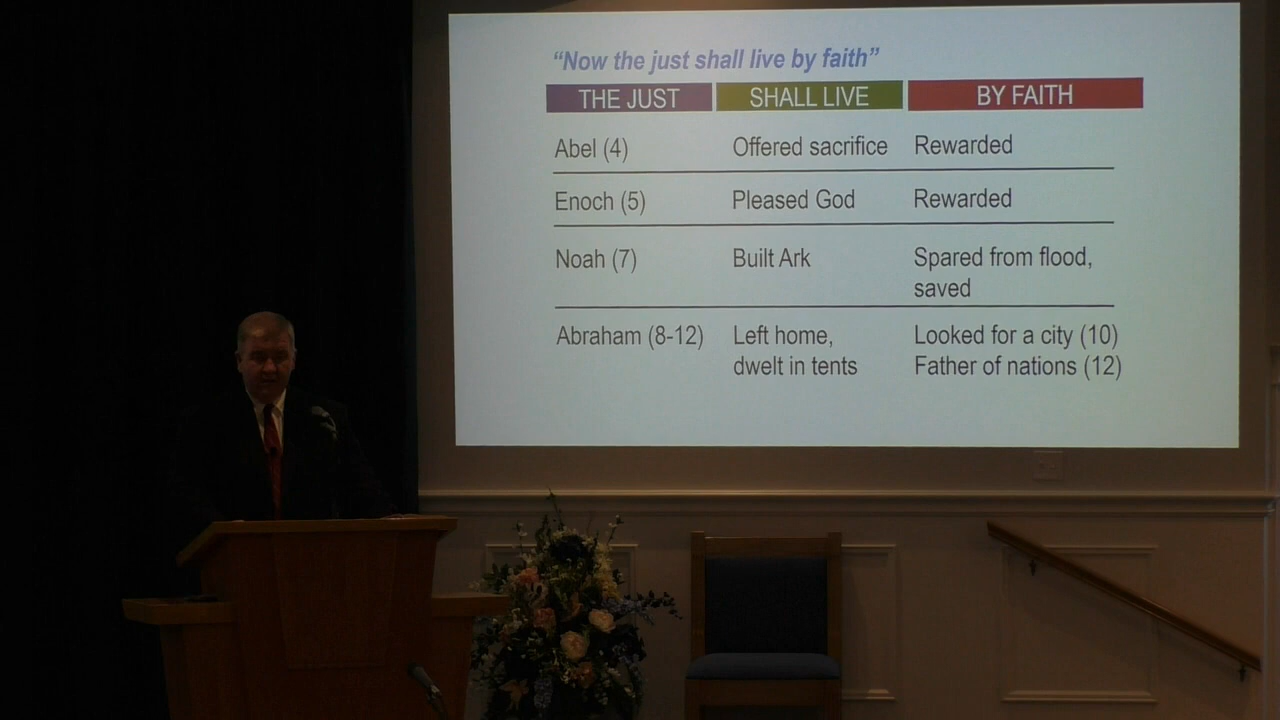 “Now the just shall live by faith”
THE JUST SHALL LIVE BY FAITH
Abel (4) Offered sacrifice Rewarded
Enoch (5) Pleased God Rewarded
Noah (7) Built Ark Spared from flood,
saved
Abraham (8-12) Left home, Looked for a city (10)
dwelt in tents Father of nations (12)